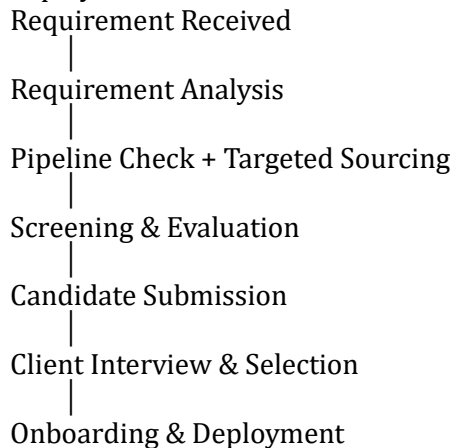 Requirement Received
Requirement Analysis
Pipeline Check + Targeted Sourcing
Screening & Evaluation
Candidate Submission
Client Interview & Selection
Onboarding & Deployment